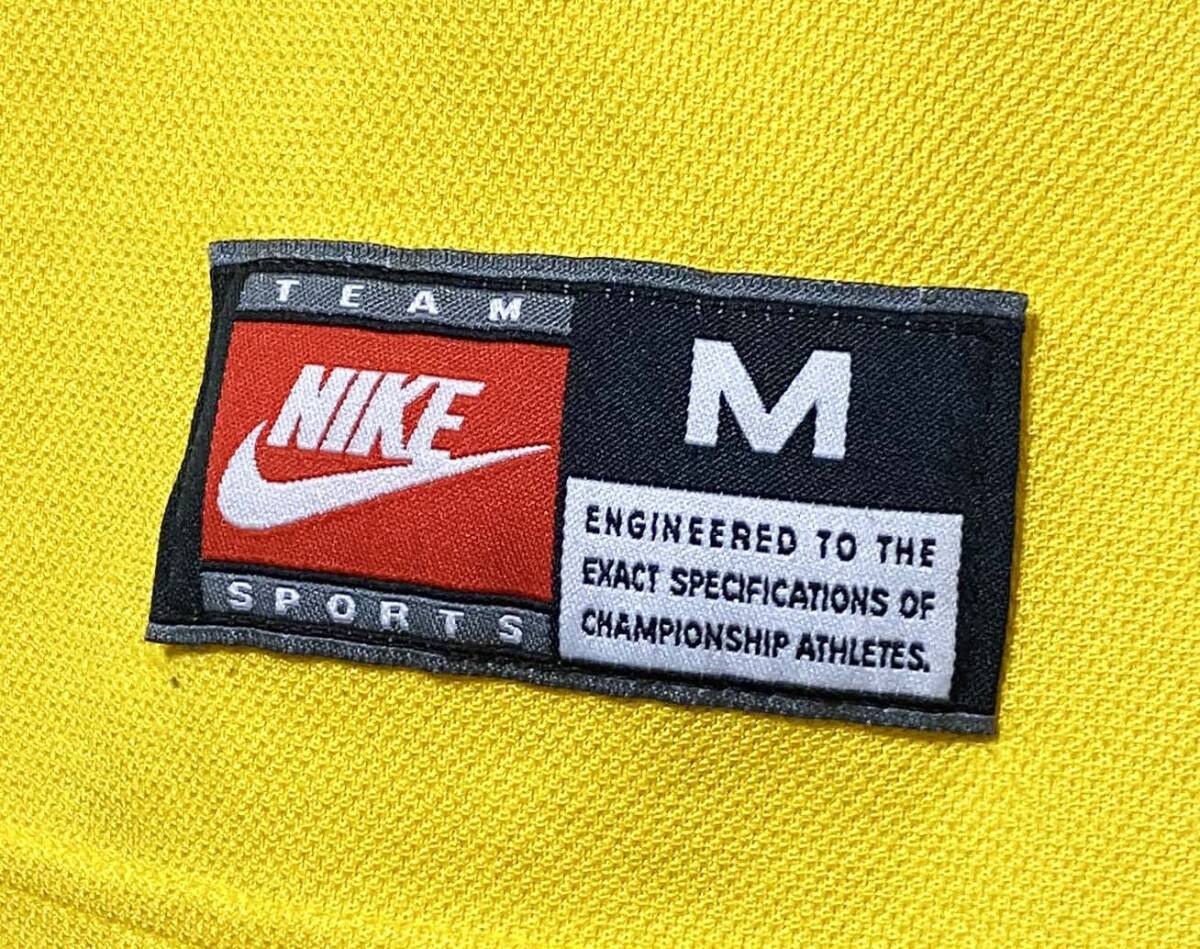 TEAM
NIKE
SPORTS
M
ENGINEERED TO THE
EXACT SPECIFICATIONS OF
CHAMPIONSHIP ATHLETES.